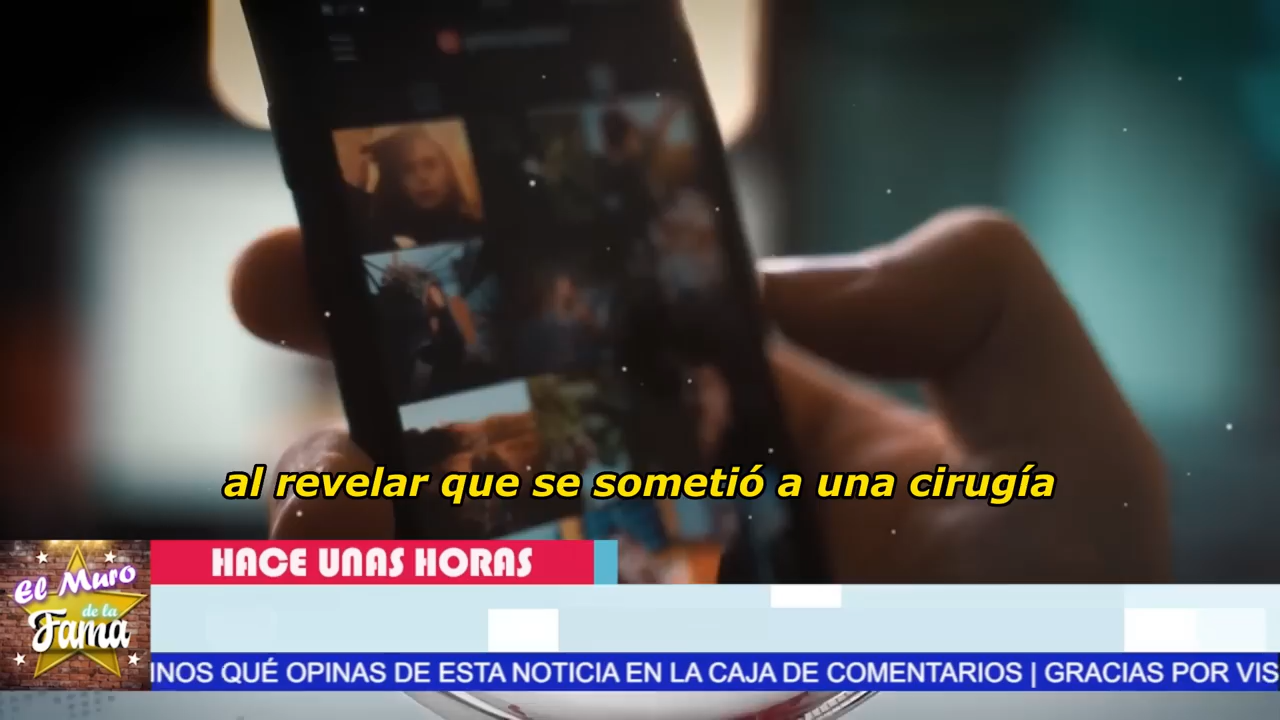 al revelar que se sometió a una cirugía
HACE UNAS HORAS
El Muro
de la
Fama
INOS QUÉ OPINAS DE ESTA NOTICIA EN LA CAJA DE COMENTARIOS | GRACIAS POR VIS